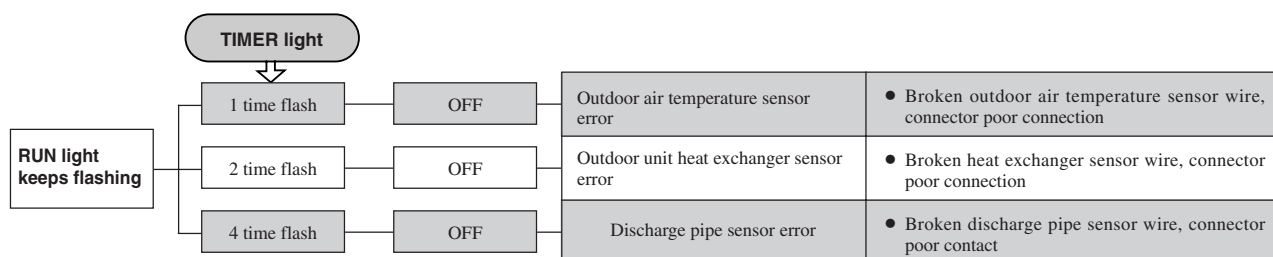 TIMER light
1 time flash
OFF
Outdoor air temperature sensor
error
● Broken outdoor air temperature sensor wire,
connector poor connection
RUN light
keeps flashing
2 time flash
OFF
Outdoor unit heat exchanger sensor
error
● Broken heat exchanger sensor wire, connector
poor connection
4 time flash
OFF
Discharge pipe sensor error
● Broken discharge pipe sensor wire, connector
poor contact